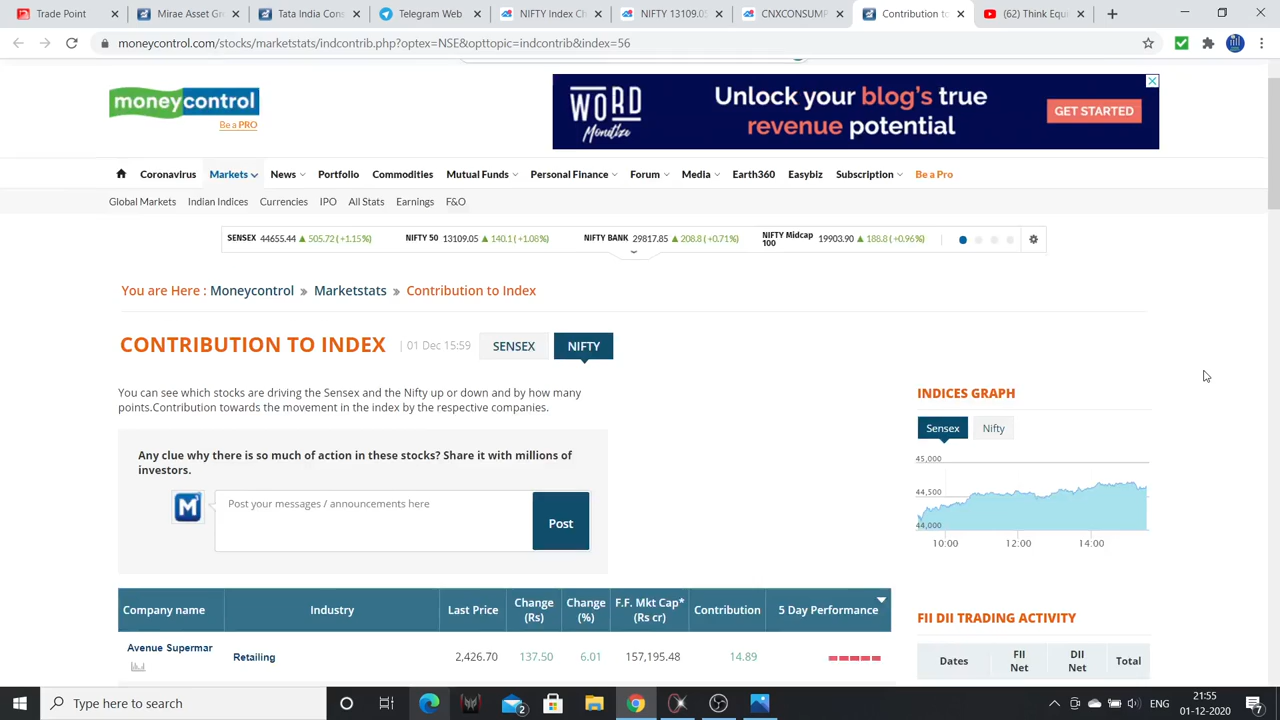 Trade Point
Money Asset Gr
Tata India Cons
Telegram Web
NIFTY Index Ch
NIFTY 13109.05
CNXCONSUMP
Contribution to
(62) Think Equ
moneycontrol.com/stocks/marketstats/indcontrib.php?optex=NSE&opttopic=indcontrib&index=56
moneycontrol
Be a PRO
WORD
Monetize
Unlock your blog's true
revenue potential
GET STARTED
Coronavirus Markets News Portfolio Commodities Mutual Funds Personal Finance Forum Media Earth360 Easybiz Subscription Be a Pro
Global Markets Indian Indices Currencies IPO All Stats Earnings F&O
SENSEX 44655.44 ▲ 505.72 (+1.15%) NIFTY 50 13109.05 ▲ 140.1 (+1.08%) NIFTY BANK 29817.85 ▲ 208.8 (+0.71%) NIFTY Midcap 100 19903.90 ▲ 188.8 (+0.96%)
You are Here : Moneycontrol » Marketstats » Contribution to Index
CONTRIBUTION TO INDEX | 01 Dec 15:59 SENSEX NIFTY
You can see which stocks are driving the Sensex and the Nifty up or down and by how many
points.Contribution towards the movement in the index by the respective companies.
Any clue why there is so much of action in these stocks? Share it with millions of
investors.
M
Post your messages / announcements here
Post
INDICES GRAPH
Sensex Nifty
45,000
44,500
44,000
10:00 12:00 14:00
Company name Industry Last Price Change (Rs) Change (%) F.F. Mkt Cap* (Rs cr) Contribution 5 Day Performance
Avenue Supermar Retailing 2,426.70 137.50 6.01 157,195.48 14.89
FII DII TRADING ACTIVITY
Dates FII Net DII Net Total
Type here to search
2
ENG
21:55
01-12-2020
7